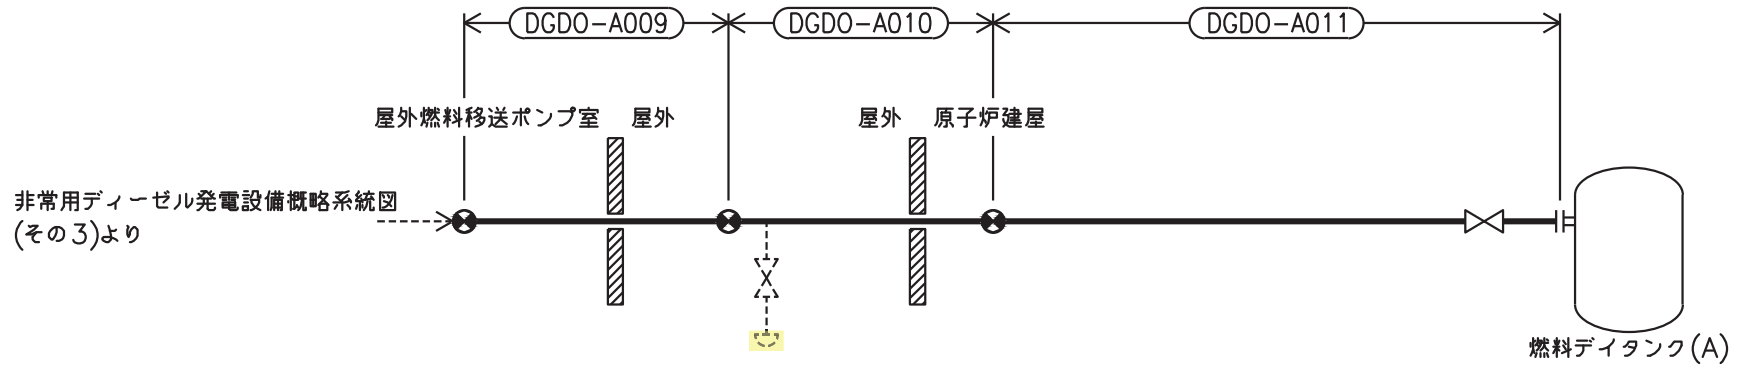 DGDO-A009 DGDO-A010 DGDO-A011
屋外燃料移送ポンプ室 屋外 屋外 原子炉建屋
非常用ディーゼル発電設備概略系統図
(その3)より
燃料デイタンク(A)